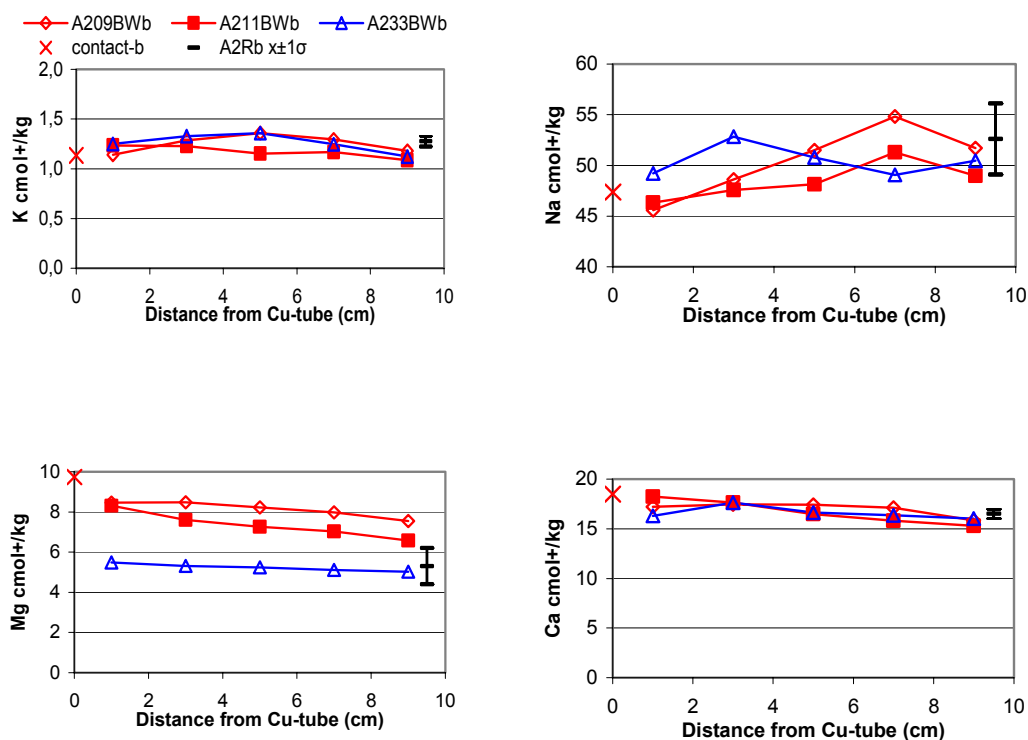 A209BWb A211BWb A233BWb
contact-b A2Rb x±1σ
K cmol+/kg
2,0
1,5
1,0
0,5
0,0
0 2 4 6 8 10
Distance from Cu-tube (cm)
Na cmol+/kg
60
55
50
45
40
0 2 4 6 8 10
Distance from Cu-tube (cm)
Mg cmol+/kg
10
8
6
4
2
0
0 2 4 6 8 10
Distance from Cu-tube (cm)
Ca cmol+/kg
20
15
10
5
0
0 2 4 6 8 10
Distance from Cu-tube (cm)